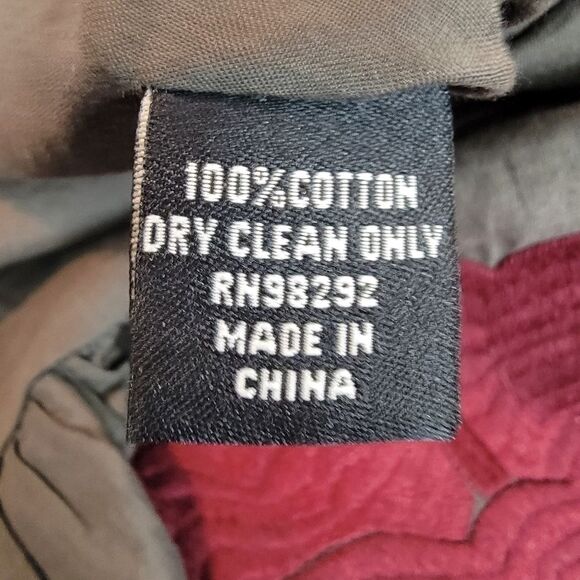 100%COTTON
DRY CLEAN ONLY
RN98292
MADE IN
CHINA